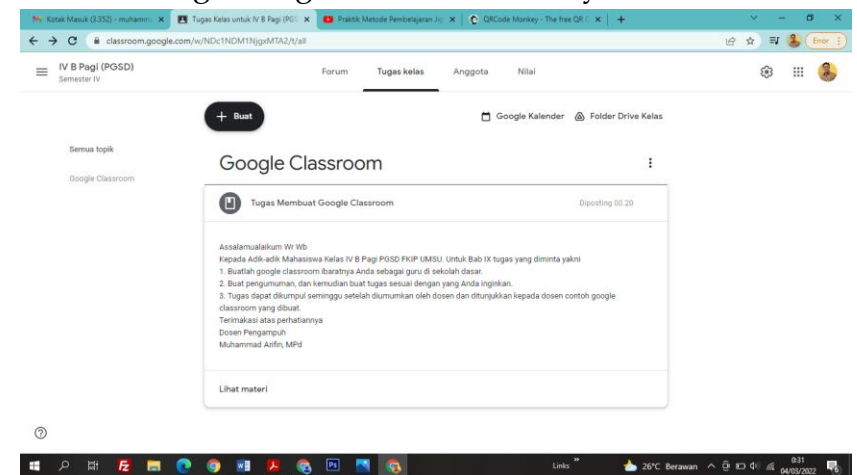 Kotak Masuk (3.352) - muhamm
Tugas Kelas untuk IV B Pagi (PGS
Praktik Metode Pembelajaran Jig
QRCode Monkey - The free QR C
classroom.google.com/w/NDc1NDM1NjgxMTA2/t/all
Error
IV B Pagi (PGSD)
Semester IV
Forum Tugas kelas Anggota Nilai
+ Buat
Google Kalender Folder Drive Kelas
Semua topik
Google Classroom
Google Classroom
Tugas Membuat Google Classroom Diposting 00.20
Assalamualaikum Wr Wb
Kepada Adik-adik Mahasiswa Kelas IV B Pagi PGSD FKIP UMSU. Untuk Bab IX tugas yang diminta yakni
1. Buatlah google classroom ibaratnya Anda sebagai guru di sekolah dasar.
2. Buat pengumuman, dan kemudian buat tugas sesuai dengan yang Anda inginkan.
3. Tugas dapat dikumpul seminggu setelah diumumkan oleh dosen dan ditunjukkan kepada dosen contoh google
classroom yang dibuat.
Terimakasi atas perhatiannya
Dosen Pengampuh
Muhammad Arifin, MPd
Lihat materi
Links
26°C Berawan
0:31
04/03/2022